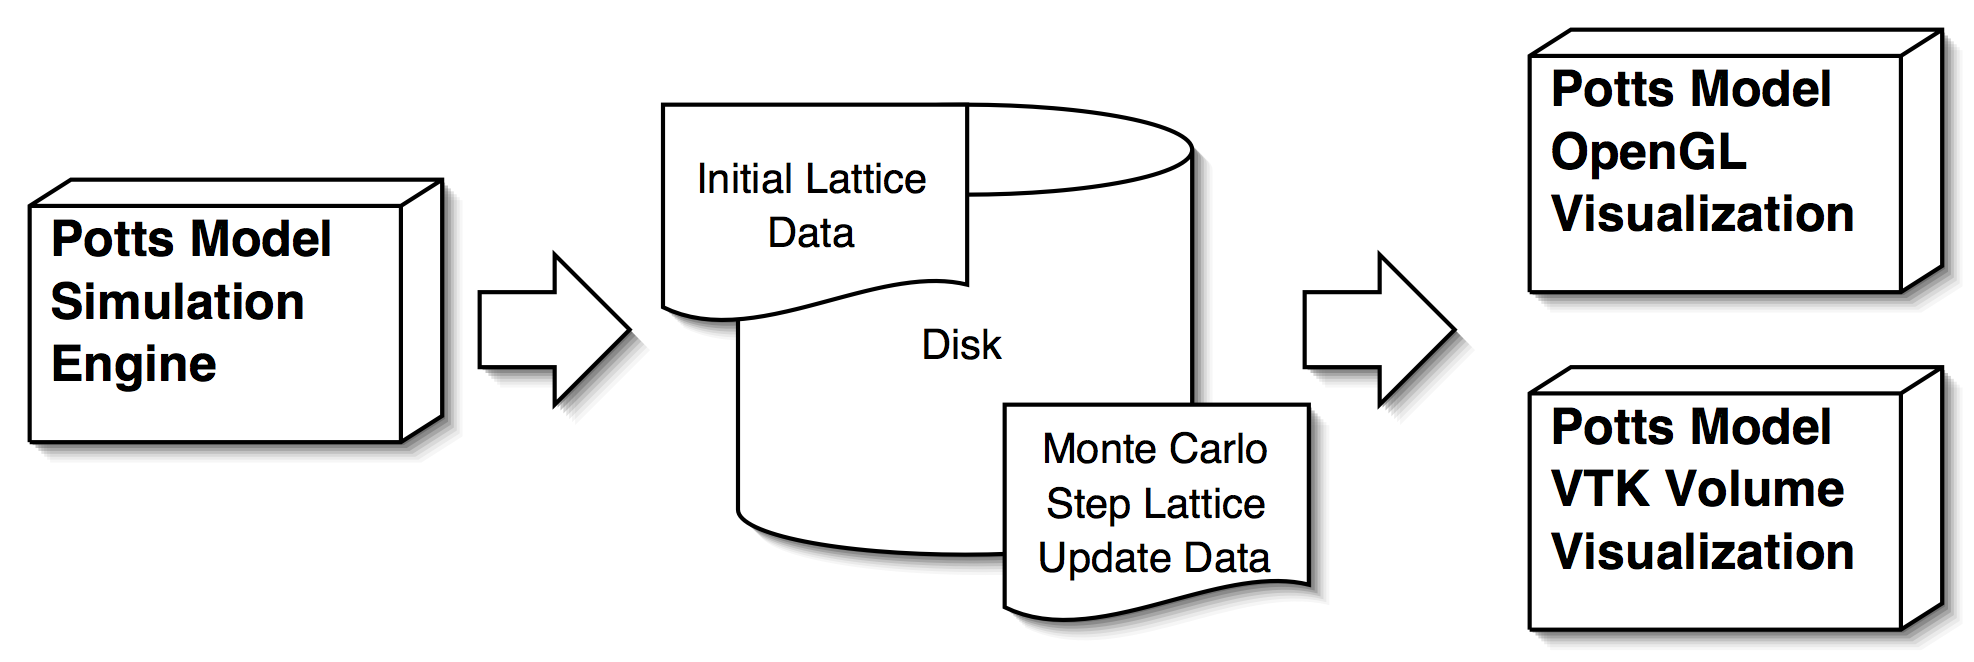 Potts Model
Simulation
Engine
Initial Lattice
Data
Disk
Monte Carlo
Step Lattice
Update Data
Potts Model
OpenGL
Visualization
Potts Model
VTK Volume
Visualization